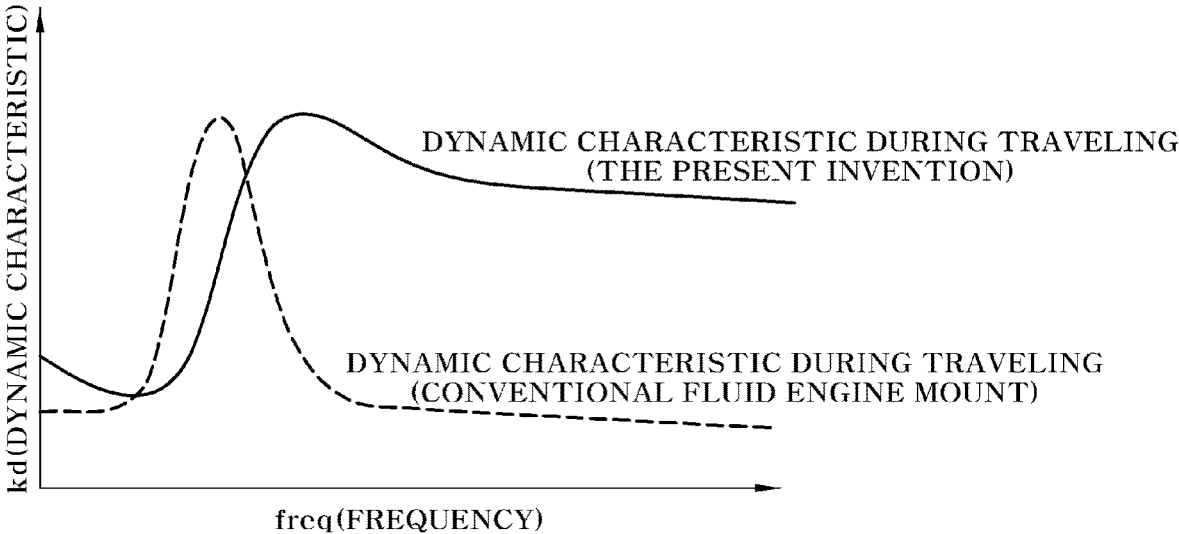 kd(DYNAMIC CHARACTERISTIC)
DYNAMIC CHARACTERISTIC DURING TRAVELING
(THE PRESENT INVENTION)
DYNAMIC CHARACTERISTIC DURING TRAVELING
(CONVENTIONAL FLUID ENGINE MOUNT)
freq(FREQUENCY)